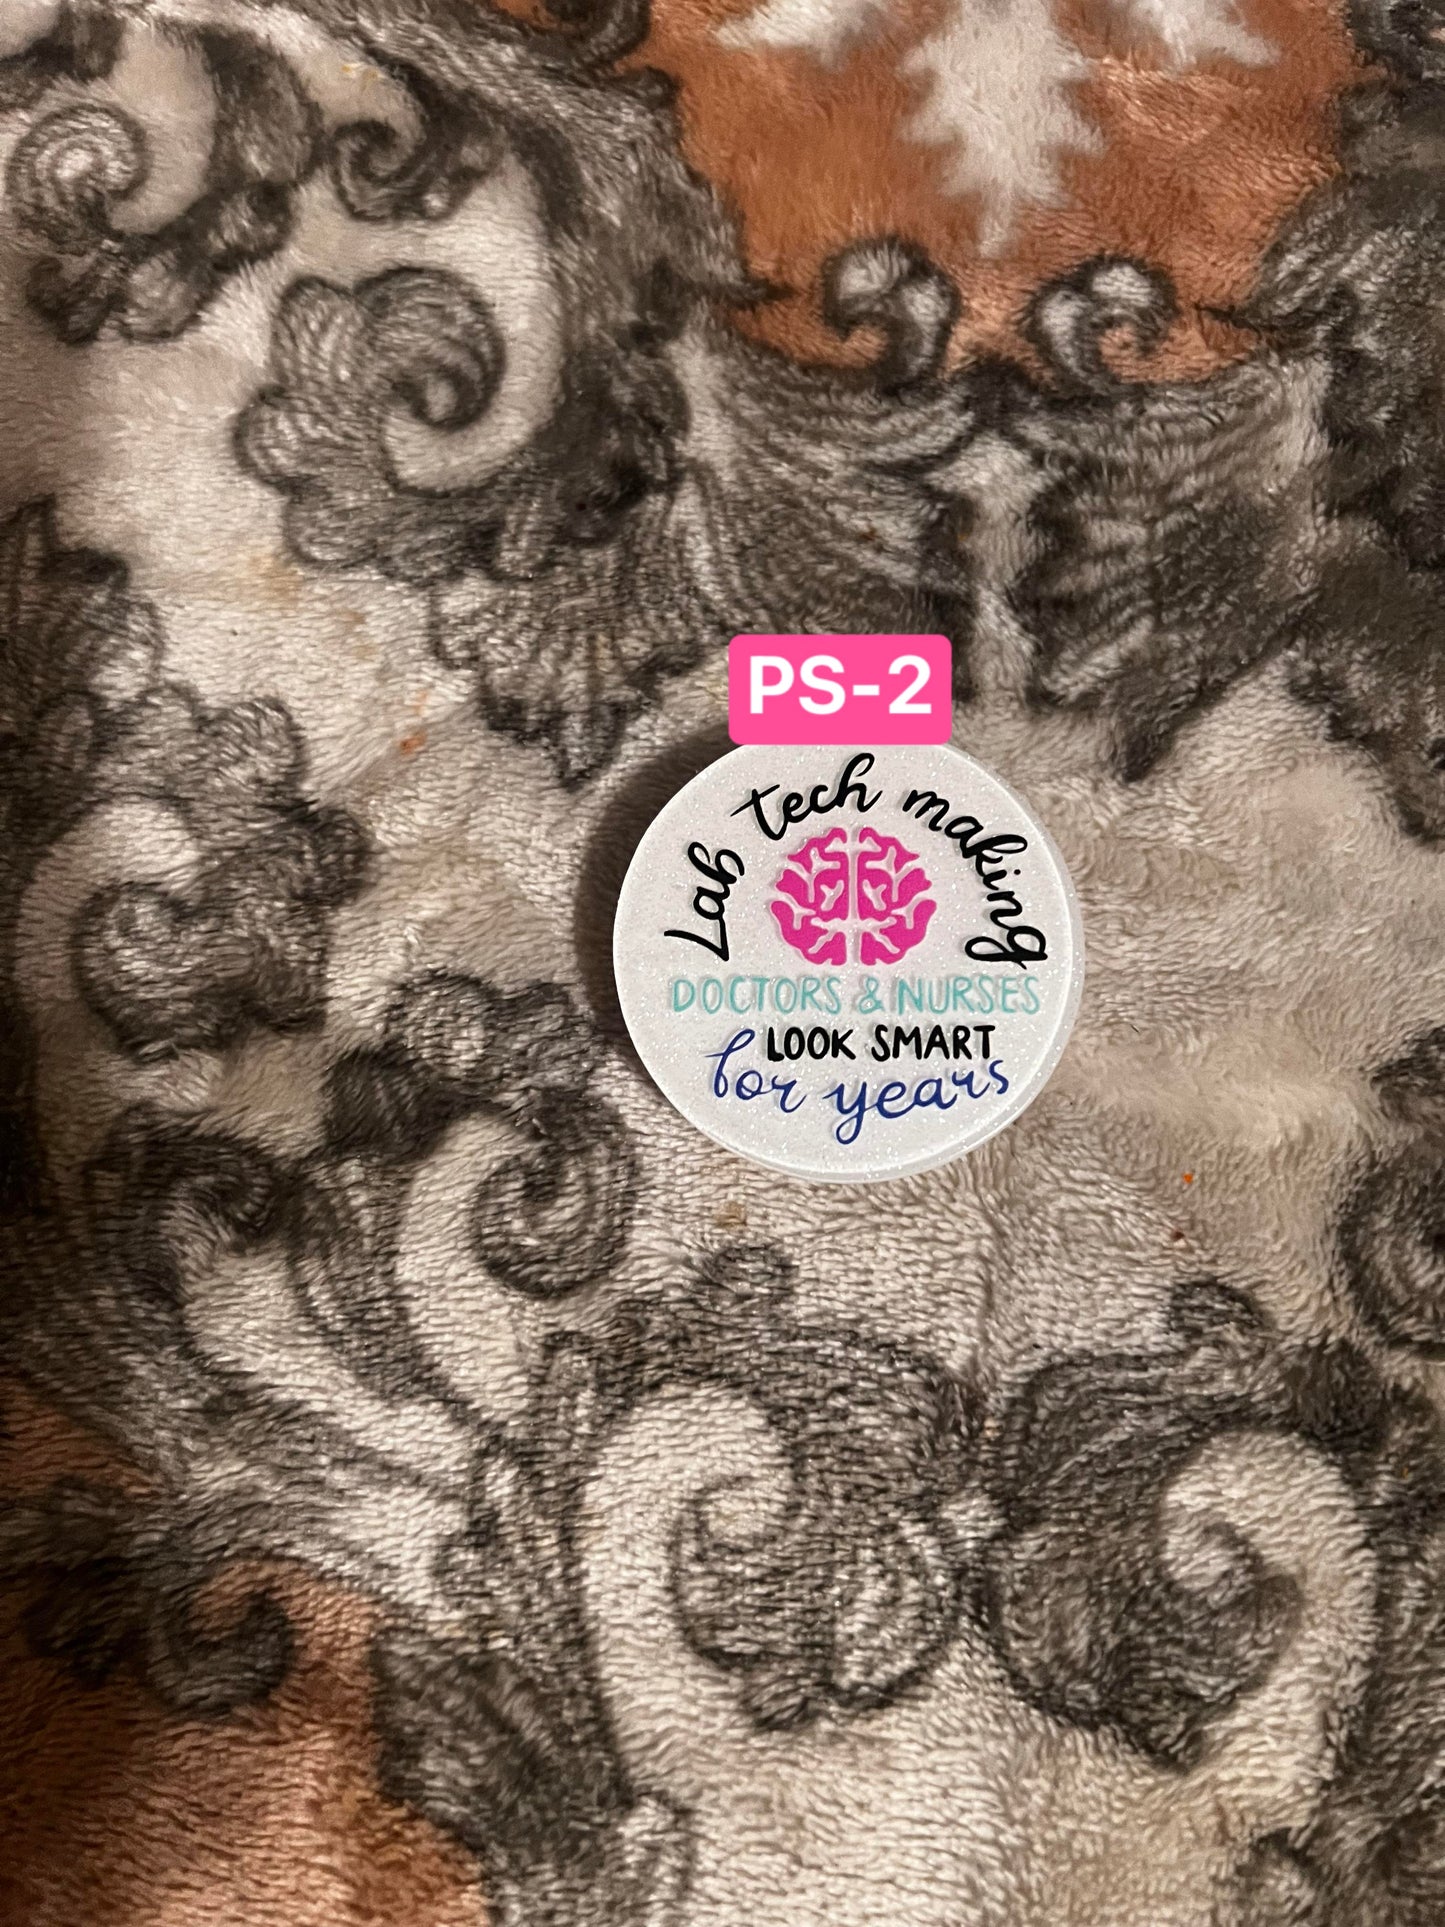 PS-2
Lab tech making
DOCTORS & NURSES
LOOK SMART
for years